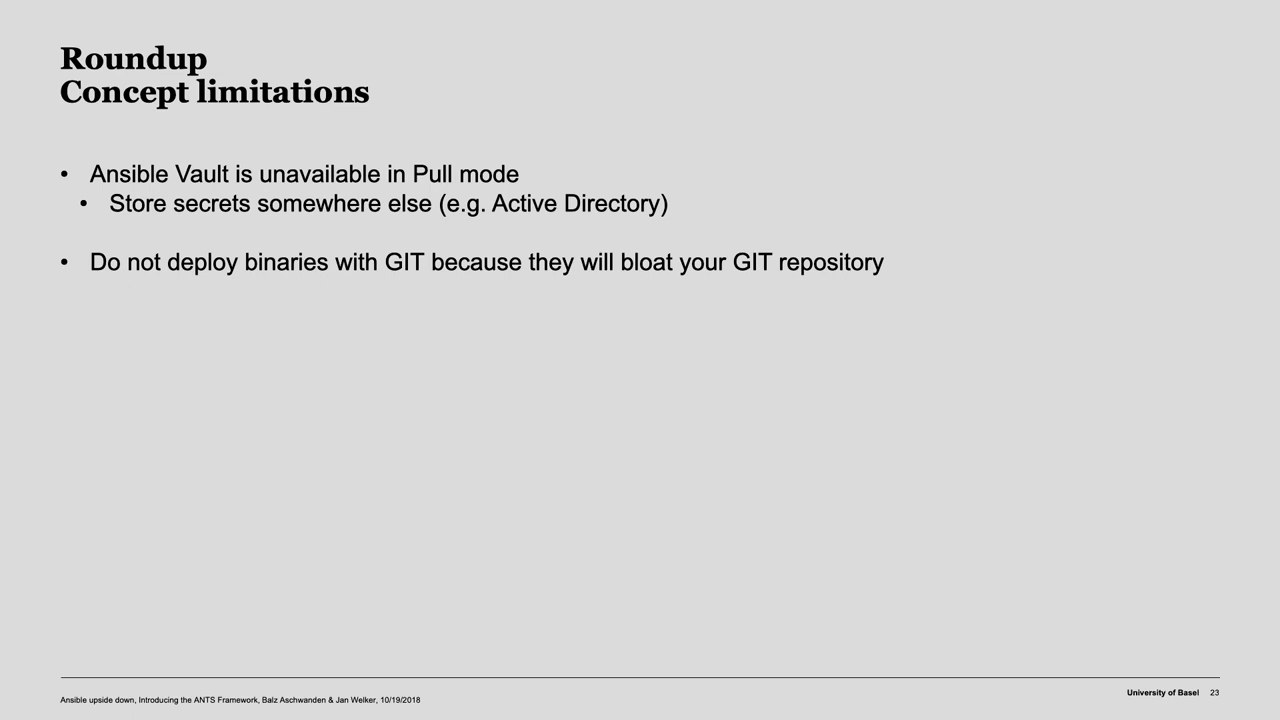 Roundup
Concept limitations
• Ansible Vault is unavailable in Pull mode
• Store secrets somewhere else (e.g. Active Directory)
• Do not deploy binaries with GIT because they will bloat your GIT repository
Ansible upside down, Introducing the ANTS Framework, Balz Aschwanden & Jan Welker, 10/19/2018
University of Basel 23